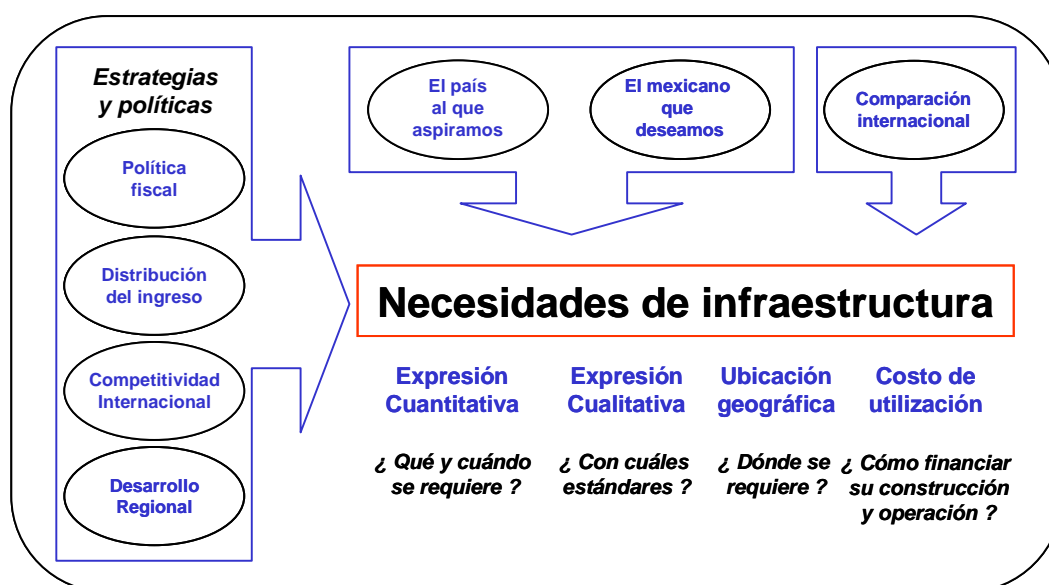 Estrategias
y políticas
Política
fiscal
Distribución
del ingreso
Competitividad
Internacional
Desarrollo
Regional
El país
al que
aspiramos
El mexicano
que
deseamos
Comparación
internacional
Necesidades de infraestructura
Expresión
Cuantitativa
¿ Qué y cuándo
se requiere ?
Expresión
Cualitativa
¿ Con cuáles
estándares ?
Ubicación
geográfica
¿ Dónde se
requiere ?
Costo de
utilización
¿ Cómo financiar
su construcción
y operación ?